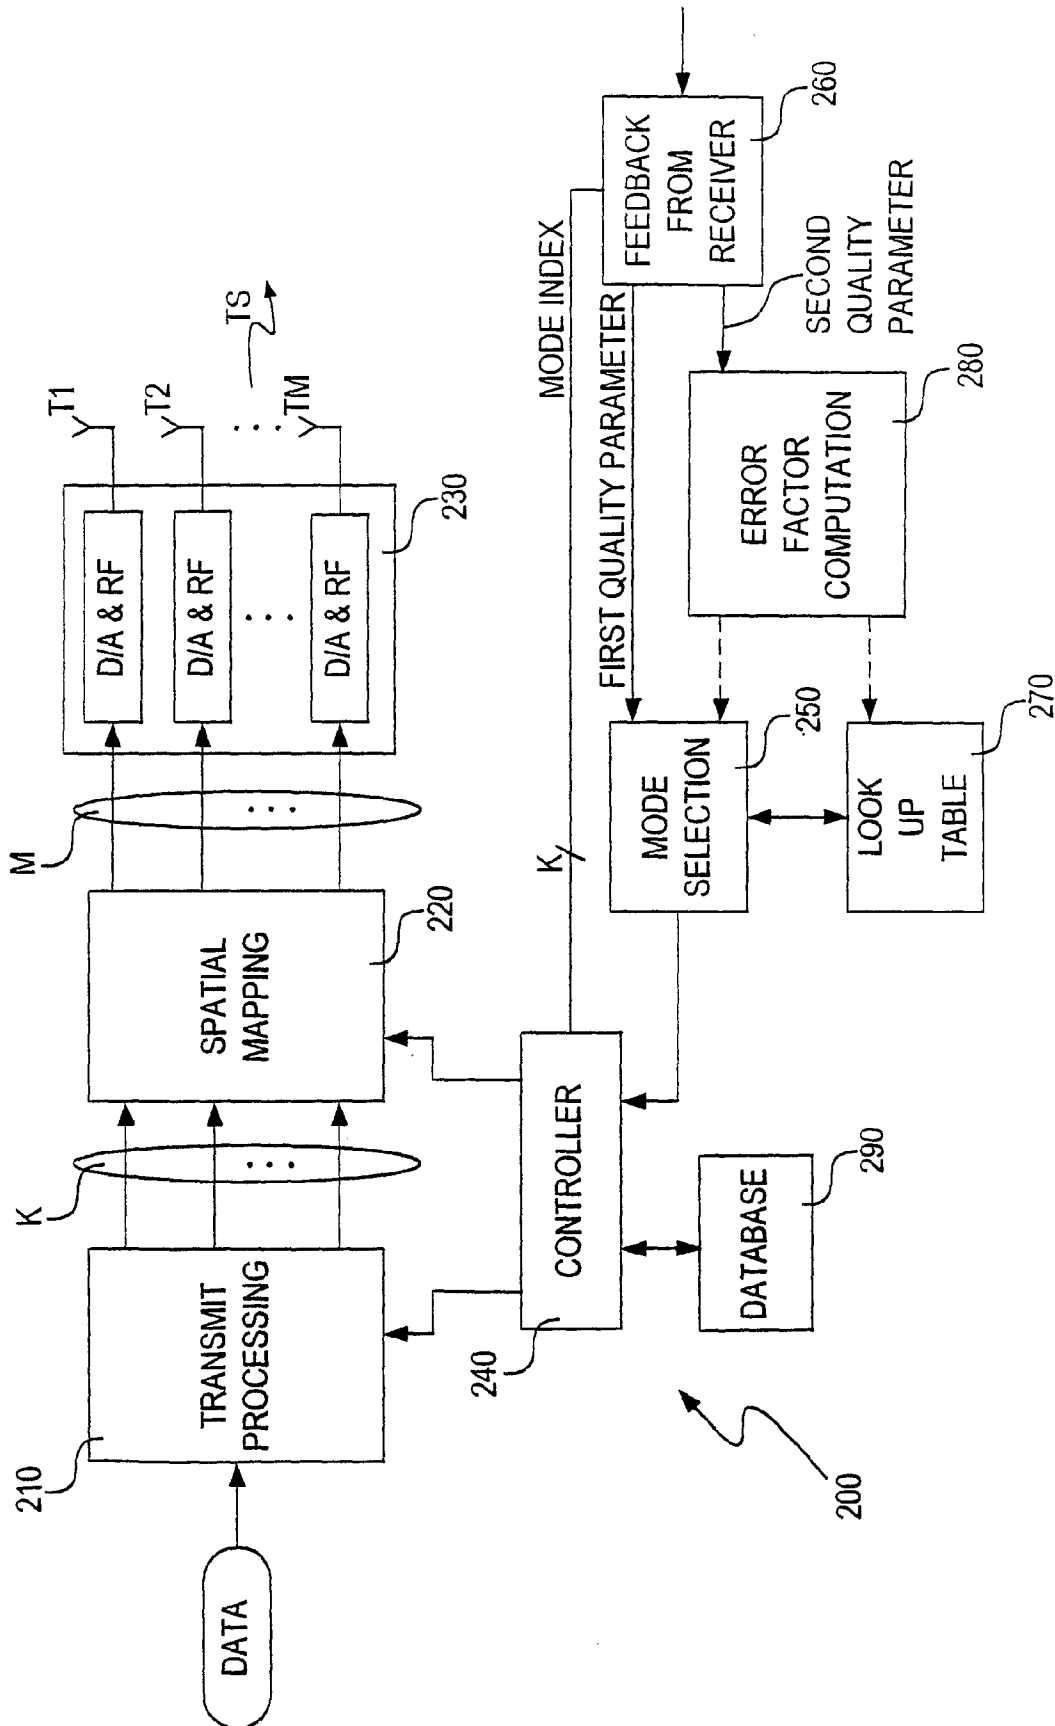 DATA
210
TRANSMIT
PROCESSING
K
. . .
SPATIAL
MAPPING
220
M
. . .
D/A & RF
D/A & RF
. . .
D/A & RF
230
T1
T2
. . .
TM
TS
240
CONTROLLER
DATABASE
290
200
K
MODE INDEX
FIRST QUALITY PARAMETER
MODE
SELECTION
250
LOOK
UP
TABLE
270
ERROR
FACTOR
COMPUTATION
280
SECOND
QUALITY
PARAMETER
FEEDBACK
FROM
RECEIVER
260